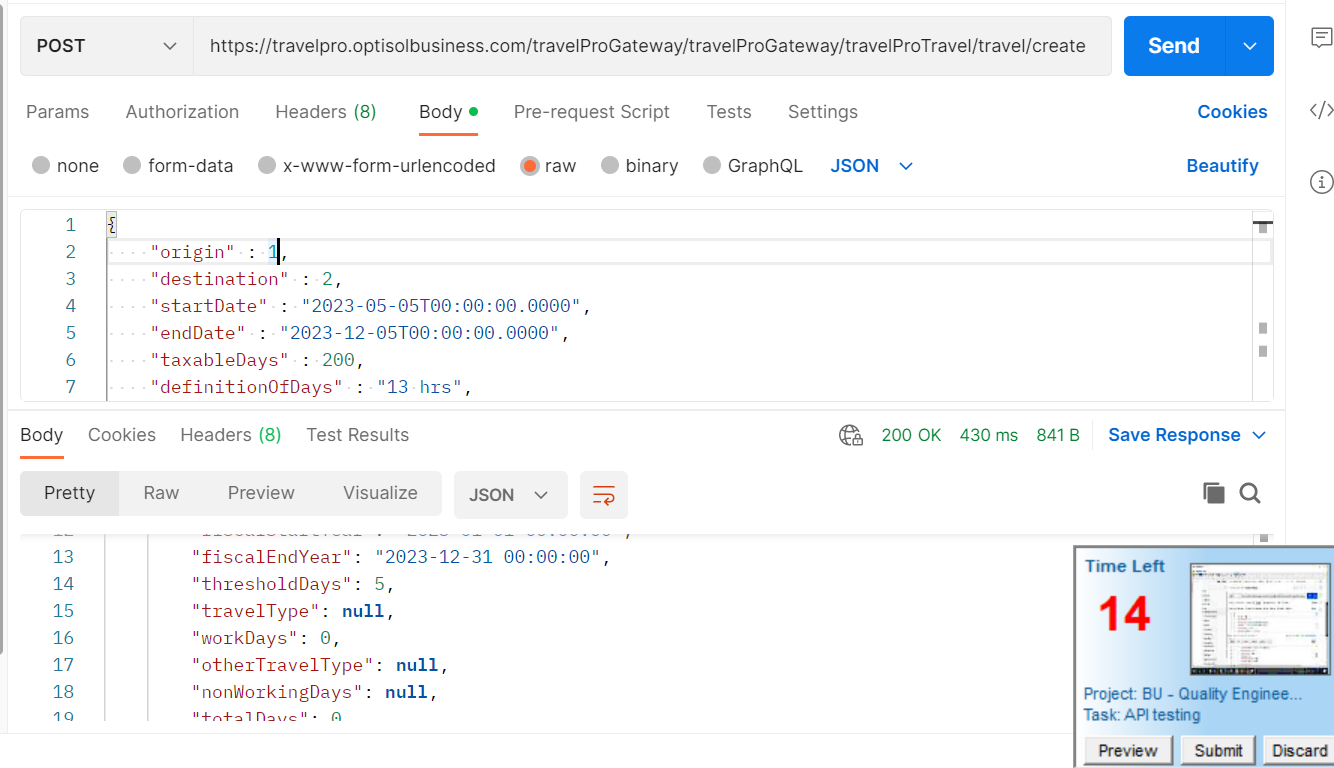 POST https://travelpro.optisolbusiness.com/travelProGateway/travelProGateway/travelProTravel/travel/create Send
Params Authorization Headers (8) Body Pre-request Script Tests Settings Cookies
none form-data x-www-form-urlencoded raw binary GraphQL JSON Beautify
1 {
2 "origin" : 1,
3 "destination" : 2,
4 "startDate" : "2023-05-05T00:00:00.0000",
5 "endDate" : "2023-12-05T00:00:00.0000",
6 "taxableDays" : 200,
7 "definitionOfDays" : "13 hrs",
Body Cookies Headers (8) Test Results 200 OK 430 ms 841 B Save Response
Pretty Raw Preview Visualize JSON
13 "fiscalEndYear": "2023-12-31 00:00:00",
14 "thresholdDays": 5,
15 "travelType": null,
16 "workDays": 0,
17 "otherTravelType": null,
18 "nonWorkingDays": null,
19 "totalDays": 0
Time Left
14
Project: BU - Quality Enginee...
Task: API testing
Preview Submit Discard